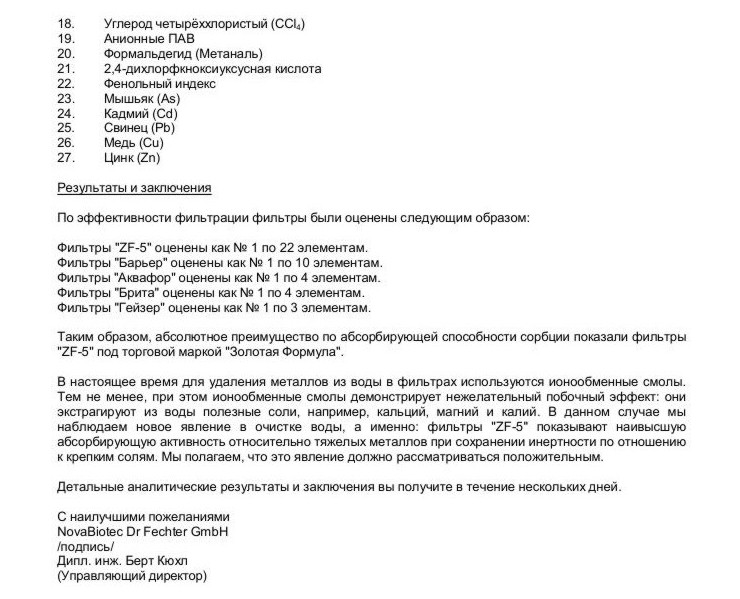 18. Углерод четырёххлористый (CCl₄)
19. Анионные ПАВ
20. Формальдегид (Метаналь)
21. 2,4-дихлорфкноксиуксусная кислота
22. Фенольный индекс
23. Мышьяк (As)
24. Кадмий (Cd)
25. Свинец (Pb)
26. Медь (Cu)
27. Цинк (Zn)
Результаты и заключения
По эффективности фильтрации фильтры были оценены следующим образом:
Фильтры "ZF-5" оценены как № 1 по 22 элементам.
Фильтры "Барьер" оценены как № 1 по 10 элементам.
Фильтры "Аквафор" оценены как № 1 по 4 элементам.
Фильтры "Брита" оценены как № 1 по 4 элементам.
Фильтры "Гейзер" оценены как № 1 по 3 элементам.
Таким образом, абсолютное преимущество по абсорбирующей способности сорбции показали фильтры
"ZF-5" под торговой маркой "Золотая Формула".
В настоящее время для удаления металлов из воды в фильтрах используются ионообменные смолы.
Тем не менее, при этом ионообменные смолы демонстрирует нежелательный побочный эффект: они
экстрагируют из воды полезные соли, например, кальций, магний и калий. В данном случае мы
наблюдаем новое явление в очистке воды, а именно: фильтры "ZF-5" показывают наивысшую
абсорбирующую активность относительно тяжелых металлов при сохранении инертности по отношению
к крепким солям. Мы полагаем, что это явление должно рассматриваться положительным.
Детальные аналитические результаты и заключения вы получите в течение нескольких дней.
С наилучшими пожеланиями
NovaBiotec Dr Fechter GmbH
/подпись/
Дипл. инж. Берт Кюхл
(Управляющий директор)